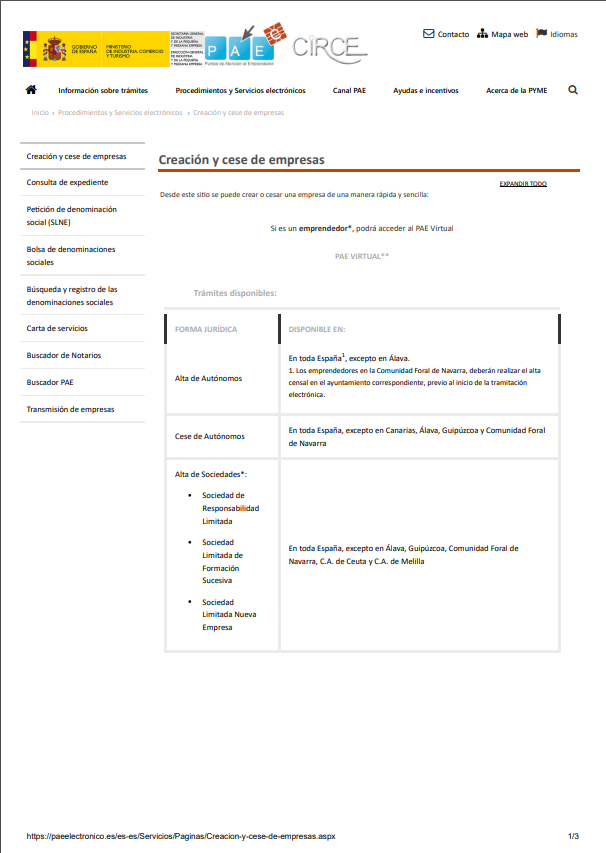 GOBIERNO
DE ESPAÑA
MINISTERIO
DE INDUSTRIA, COMERCIO
Y TURISMO
SECRETARÍA GENERAL
DE INDUSTRIA
Y DE LA PEQUEÑA
Y MEDIANA EMPRESA
DIRECCIÓN GENERAL
DE INDUSTRIA
Y DE LA PEQUEÑA
Y MEDIANA EMPRESA
PAE e
Puntos de Atención al Emprendedor
CIRCE
Contacto Mapa web Idiomas
Información sobre trámites Procedimientos y Servicios electrónicos Canal PAE Ayudas e incentivos Acerca de la PYME
Inicio › Procedimientos y Servicios electrónicos › Creación y cese de empresas
Creación y cese de empresas
Consulta de expediente
Petición de denominación
social (SLNE)
Bolsa de denominaciones
sociales
Búsqueda y registro de las
denominaciones sociales
Carta de servicios
Buscador de Notarios
Buscador PAE
Transmisión de empresas
Creación y cese de empresas
EXPANDIR TODO
Desde este sitio se puede crear o cesar una empresa de una manera rápida y sencilla:
Si es un emprendedor*, podrá acceder al PAE Virtual
PAE VIRTUAL**
Trámites disponibles:
FORMA JURÍDICA DISPONIBLE EN:
Alta de Autónomos
En toda España1, excepto en Álava.
1. Los emprendedores en la Comunidad Foral de Navarra, deberán realizar el alta
censal en el ayuntamiento correspondiente, previo al inicio de la tramitación
electrónica.
Cese de Autónomos
En toda España, excepto en Canarias, Álava, Guipúzcoa y Comunidad Foral
de Navarra
Alta de Sociedades*:
• Sociedad de
Responsabilidad
Limitada
• Sociedad
Limitada de
Formación
Sucesiva
• Sociedad
Limitada Nueva
Empresa
En toda España, excepto en Álava, Guipúzcoa, Comunidad Foral de
Navarra, C.A. de Ceuta y C.A. de Melilla
https://paeelectronico.es/es-es/Servicios/Paginas/Creacion-y-cese-de-empresas.aspx 1/3